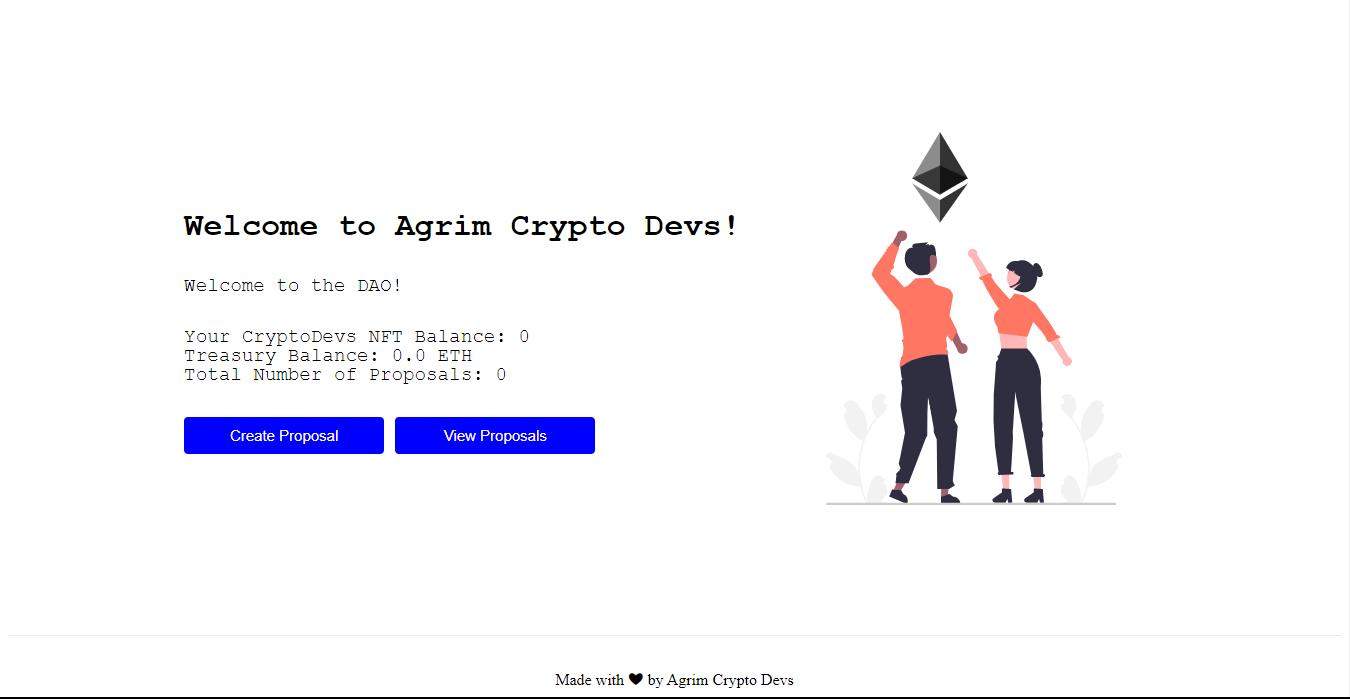 Welcome to Agrim Crypto Devs!
Welcome to the DAO!
Your CryptoDevs NFT Balance: 0
Treasury Balance: 0.0 ETH
Total Number of Proposals: 0
Create Proposal
View Proposals
Made with ❤ by Agrim Crypto Devs